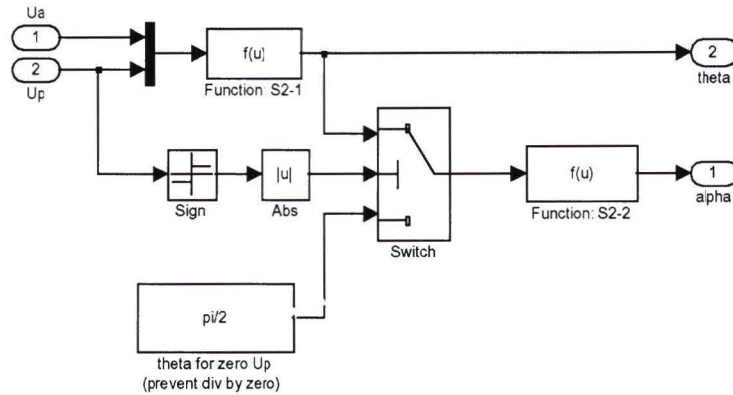 Ua
1
2
Up
f(u)
Function S2-1
2
theta
Sign
|u|
Abs
Switch
f(u)
Function: S2-2
1
alpha
pi/2
theta for zero Up
(prevent div by zero)